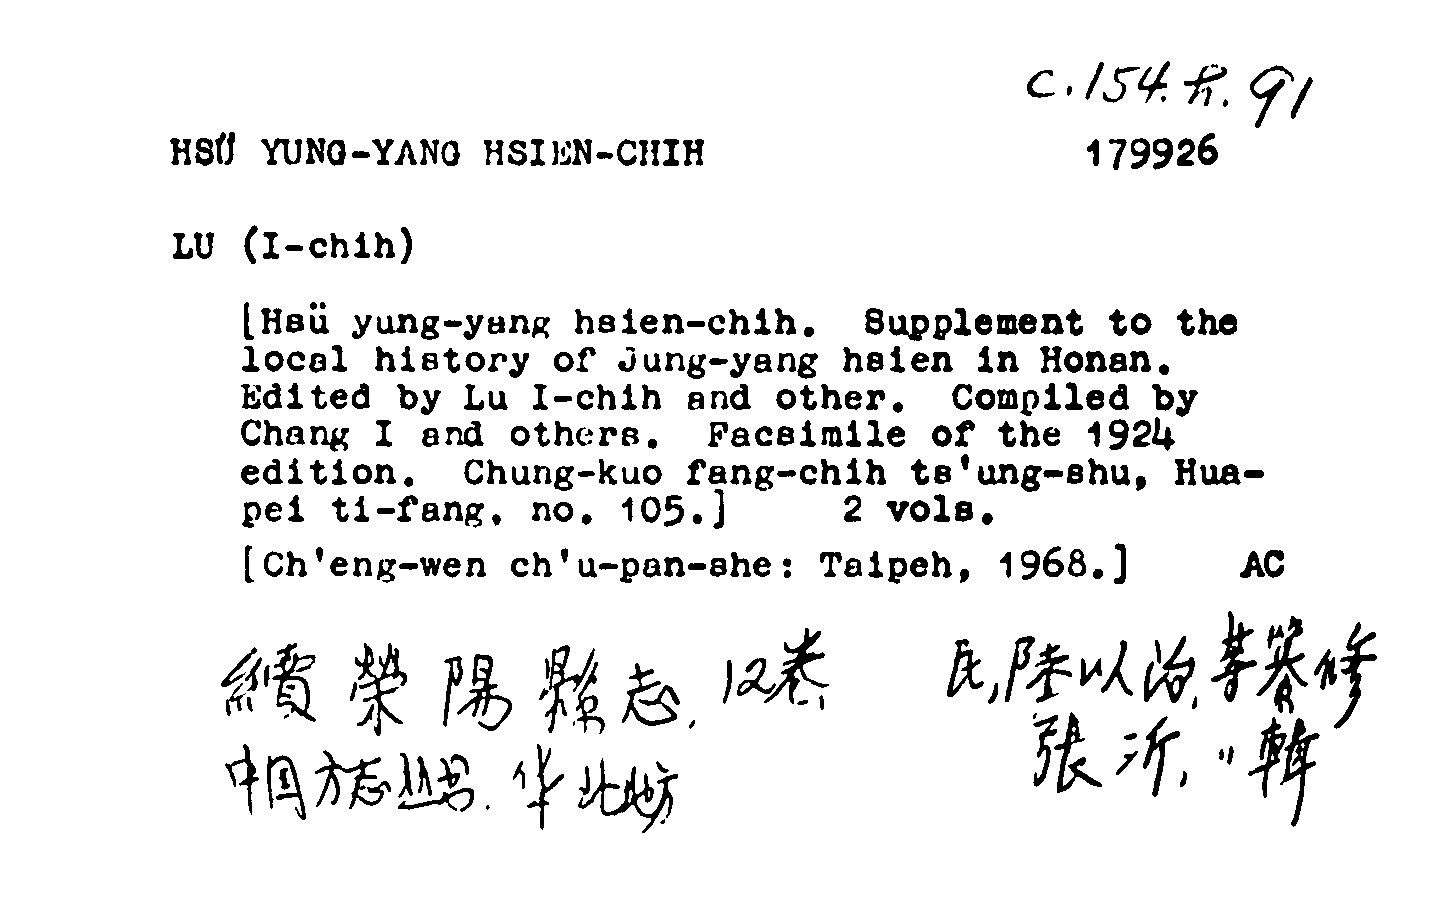 c.154. 91
HSÜ YUNG-YANG HSIEN-CHIH 179926
LU (I-chih)
[Hsü yung-yang hsien-chih. Supplement to the
local history of Jung-yang hsien in Honan.
Edited by Lu I-chih and other. Compiled by
Chang I and others. Facsimile of the 1924
edition. Chung-kuo fang-chih ts'ung-shu, Hua-
pei ti-fang, no. 105.] 2 vols.
[Ch'eng-wen ch'u-pan-she: Taipeh, 1968.] AC
續榮陽縣志. 12卷, 民, 陸以治, 修
張沂, " 輯
中国方志丛书. 华北地方